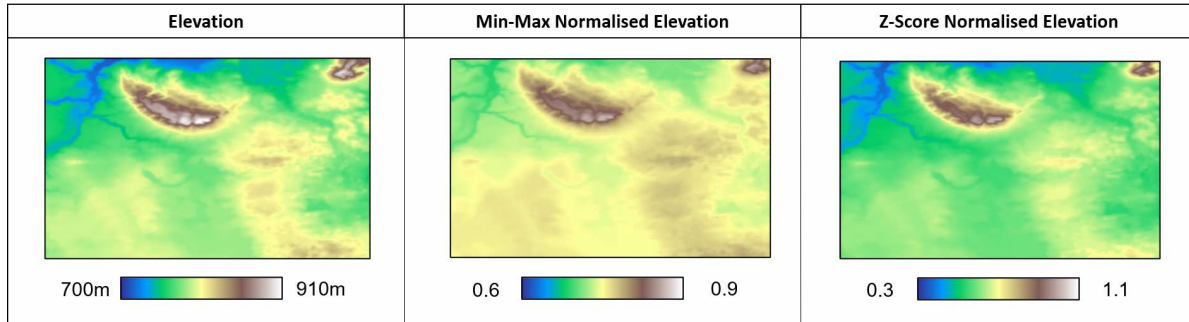 Elevation
Min-Max Normalised Elevation
Z-Score Normalised Elevation
700m 910m
0.6 0.9
0.3 1.1